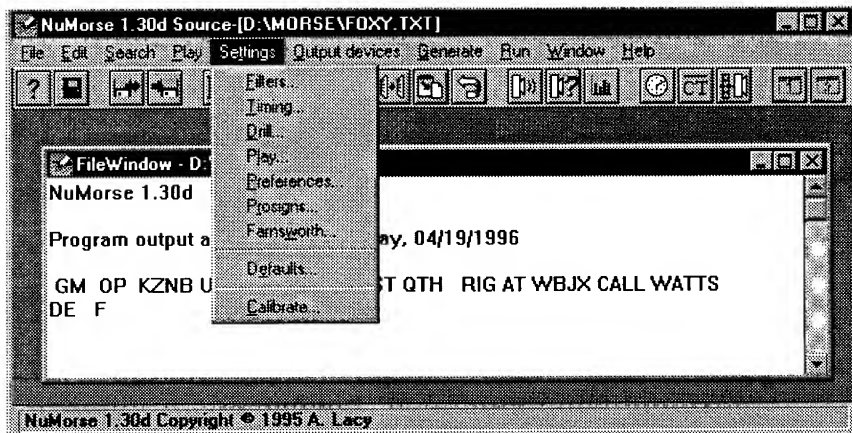 NuMorse 1.30d Source-[D:\MORSE\FOXY.TXT]
File Edit Search Play Settings Output devices Generate Run Window Help
CT
Filters...
Timing...
Drill...
Play...
Preferences...
Prosigns...
Farnsworth...
Defaults...
Calibrate...
FileWindow - D:
NuMorse 1.30d
Program output a ay, 04/19/1996
GM OP KZNB U T QTH RIG AT WBJX CALL WATTS
DE F
NuMorse 1.30d Copyright © 1995 A. Lacy